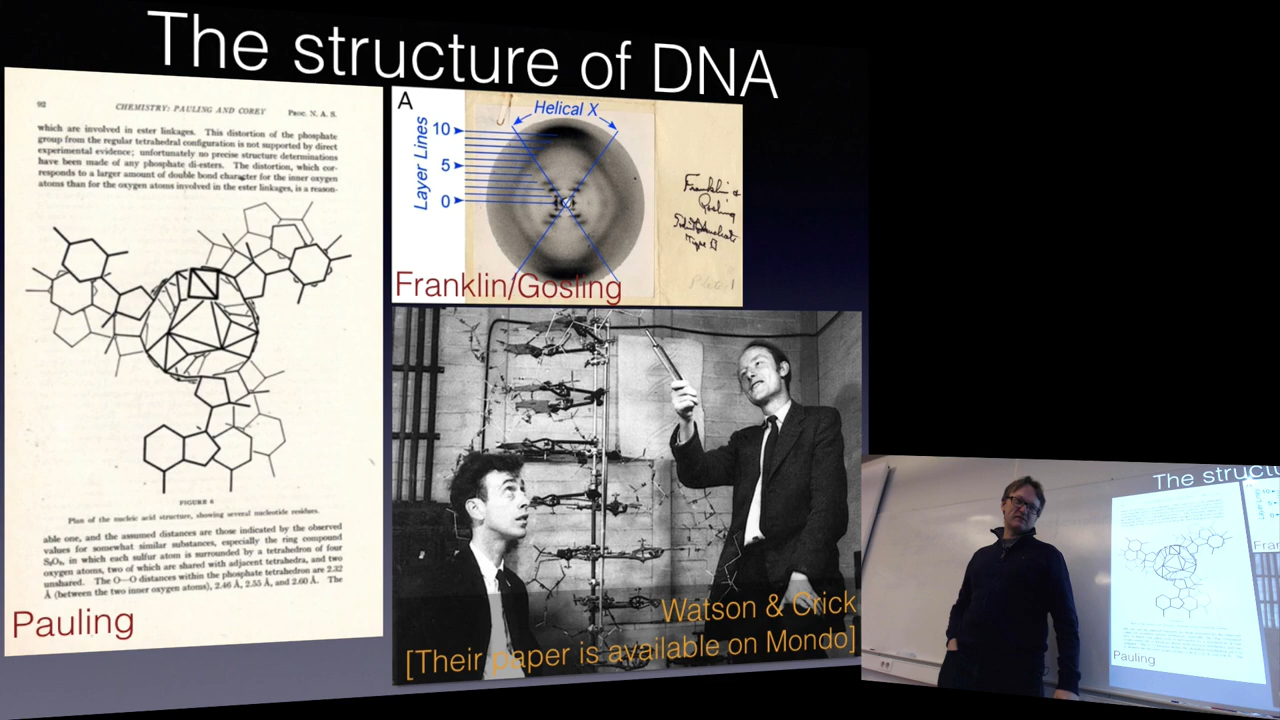 The structure of DNA
92 CHEMISTRY: PAULING AND COREY PROC. N. A. S.
which are involved in ester linkages. This distortion of the phosphate
group from the regular tetrahedral configuration is not supported by direct
experimental evidence; unfortunately no precise structure determinations
have been made of any phosphate di-esters. The distortion, which cor-
responds to a larger amount of double bond character for the inner oxygen
atoms than for the oxygen atoms involved in the ester linkages, is a reason-
FIGURE 6
Plan of the nucleic acid structure, showing several nucleotide residues.
able one, and the assumed distances are those indicated by the observed
values for somewhat similar substances, especially the ring compound
S₃O₉, in which each sulfur atom is surrounded by a tetrahedron of four
oxygen atoms, two of which are shared with adjacent tetrahedra, and two
unshared. The O—O distances within the phosphate tetrahedron are 2.32
Å (between the two inner oxygen atoms), 2.46 Å, 2.55 Å, and 2.60 Å. The
Pauling
A
Helical X
Layer Lines
10
5
0
Franklin &
Gosling
Type B
Franklin/Gosling
Watson & Crick
[Their paper is available on Mondo]
The struct
Fran
Pauling